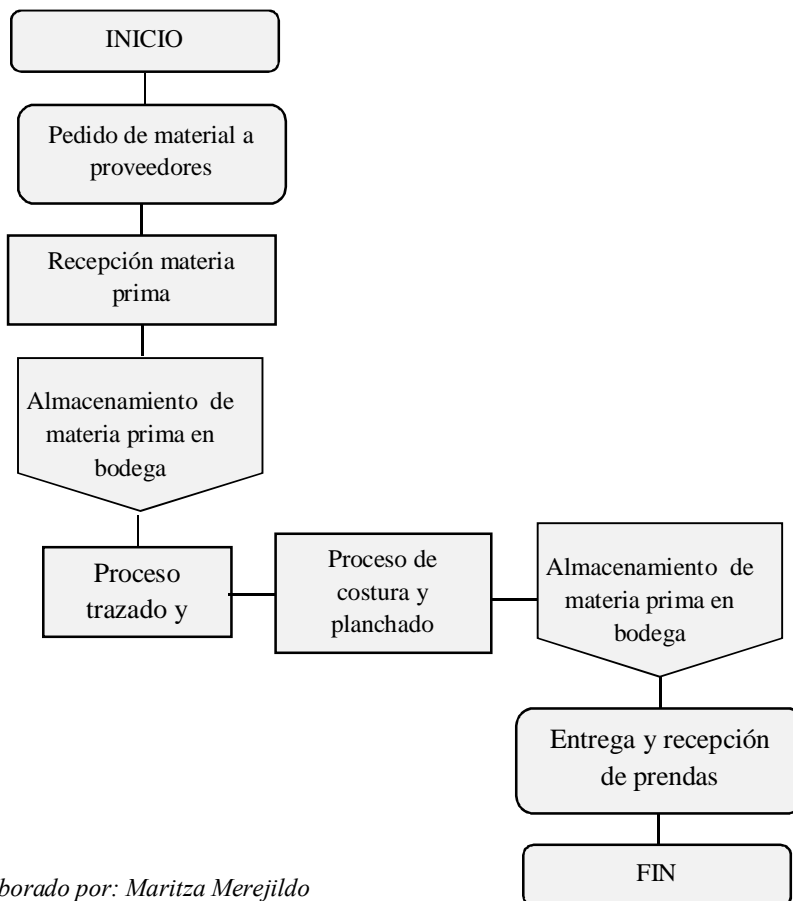 INICIO
Pedido de material a
proveedores
Recepción materia
prima
Almacenamiento de
materia prima en
bodega
Proceso
trazado y
Proceso de
costura y
planchado
Almacenamiento de
materia prima en
bodega
Entrega y recepción
de prendas
FIN
borado por: Maritza Merejildo